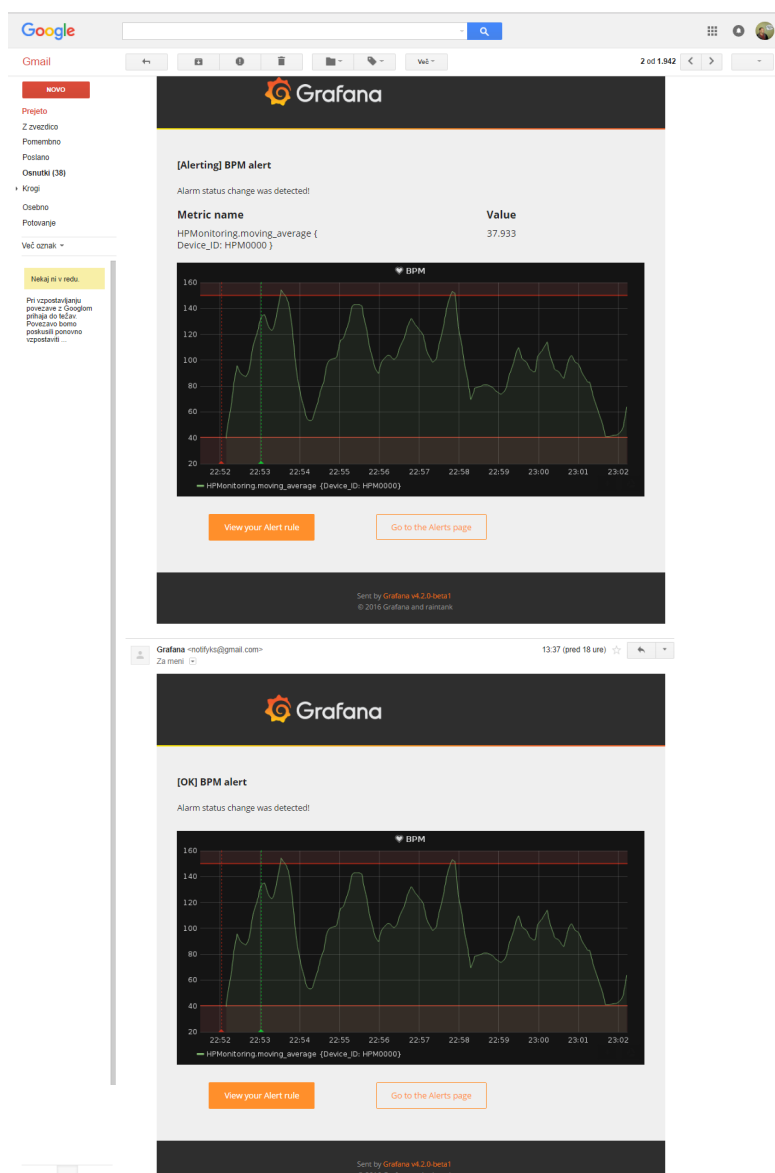 Google
Gmail
Več
2 od 1.942
NOVO
Prejeto
Z zvezdico
Pomembno
Poslano
Osnutki (38)
Krogi
Osebno
Potovanje
Več oznak
Nekaj ni v redu.
Pri vzpostavljanju
povezave z Googlom
prihaja do težav.
Povezavo bomo
poskusili ponovno
vzpostaviti ...
Grafana
[Alerting] BPM alert
Alarm status change was detected!
Metric name Value
HPMonitoring.moving_average { 37.933
Device_ID: HPM0000 }
BPM
160
140
120
100
80
60
40
20
22:52 22:53 22:54 22:55 22:56 22:57 22:58 22:59 23:00 23:01 23:02
HPMonitoring.moving_average {Device_ID: HPM0000}
View your Alert rule Go to the Alerts page
Sent by Grafana v4.2.0-beta1
© 2016 Grafana and raintank
Grafana <notifyks@gmail.com> 13:37 (pred 18 ure)
Za meni
Grafana
[OK] BPM alert
Alarm status change was detected!
BPM
160
140
120
100
80
60
40
20
22:52 22:53 22:54 22:55 22:56 22:57 22:58 22:59 23:00 23:01 23:02
HPMonitoring.moving_average {Device_ID: HPM0000}
View your Alert rule Go to the Alerts page
Sent by Grafana v4.2.0-beta1